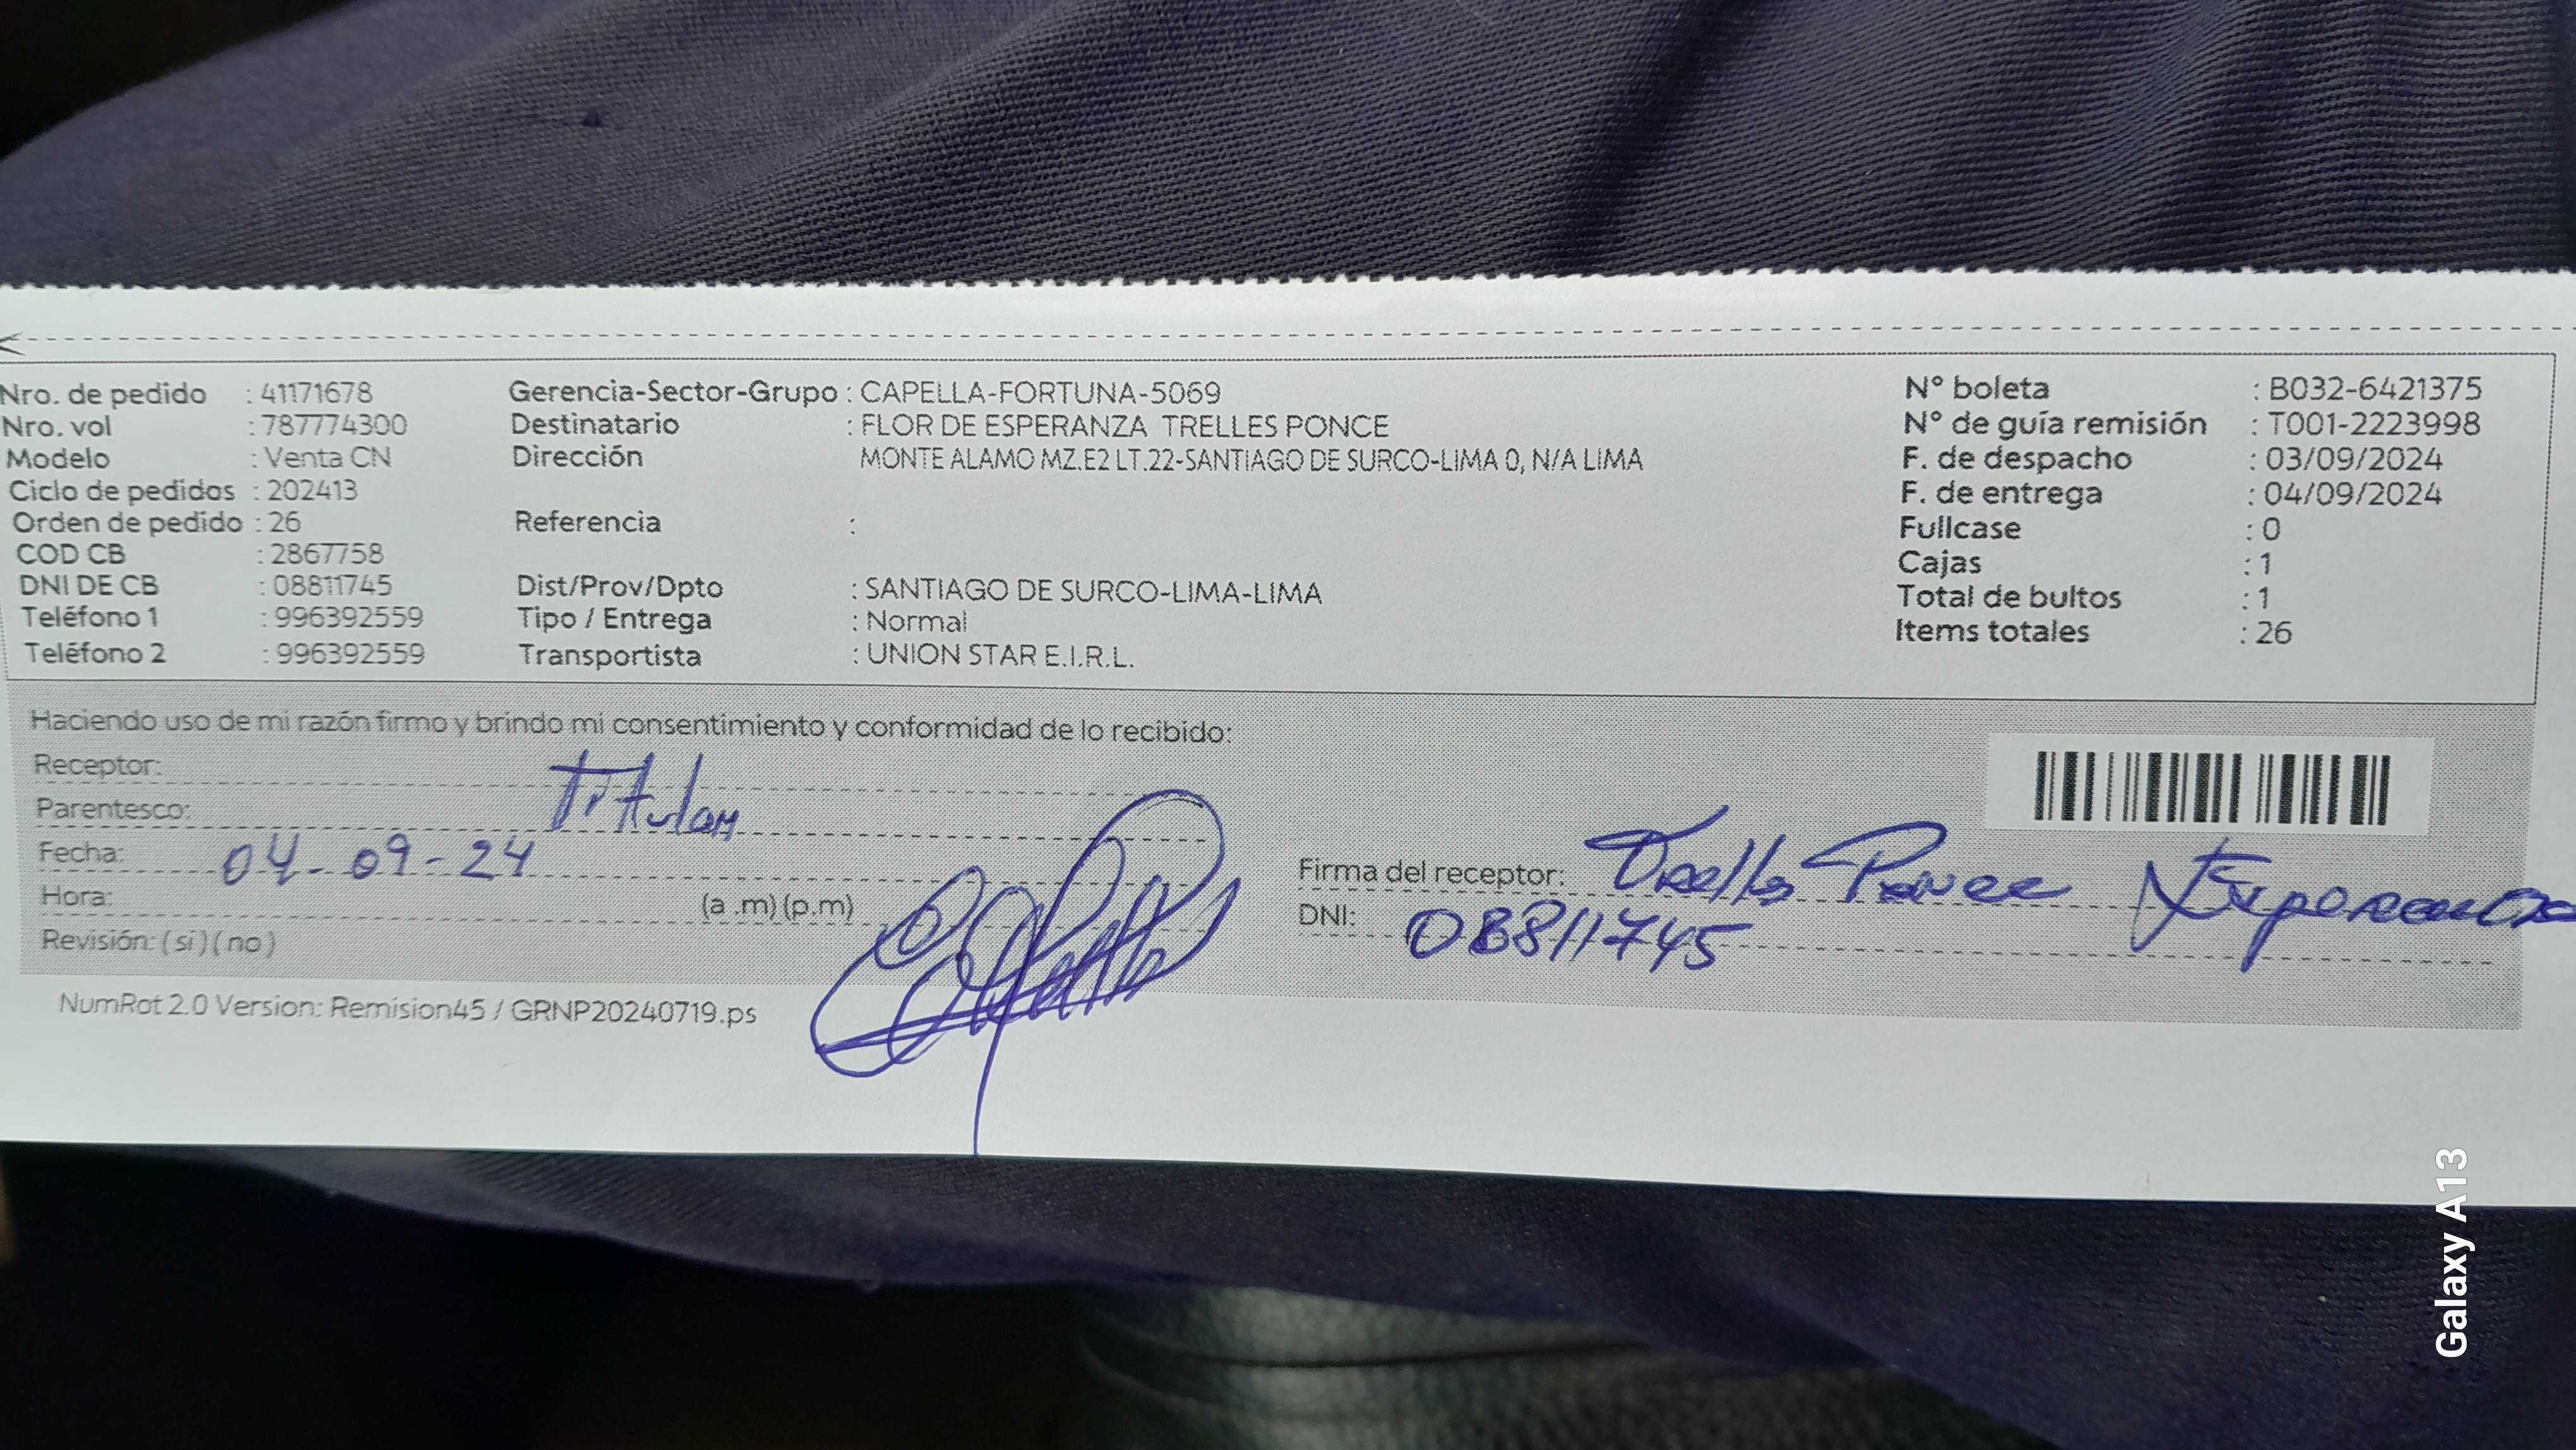 Nro. de pedido : 41171678
Nro. vol : 787774300
Modelo : Venta CN
Ciclo de pedidos : 202413
Orden de pedido : 26
COD CB : 2867758
DNI DE CB : 08811745
Teléfono 1 : 996392559
Teléfono 2 : 996392559
Gerencia-Sector-Grupo : CAPELLA-FORTUNA-5069
Destinatario : FLOR DE ESPERANZA TRELLES PONCE
Dirección MONTE ALAMO MZ.E2 LT.22-SANTIAGO DE SURCO-LIMA 0, N/A LIMA
Referencia :
Dist/Prov/Dpto : SANTIAGO DE SURCO-LIMA-LIMA
Tipo / Entrega : Normal
Transportista : UNION STAR E.I.R.L.
N° boleta : B032-6421375
N° de guía remisión : T001-2223998
F. de despacho : 03/09/2024
F. de entrega : 04/09/2024
Fullcase : 0
Cajas : 1
Total de bultos : 1
Items totales : 26
Haciendo uso de mi razón firmo y brindo mi consentimiento y conformidad de lo recibido:
Receptor:
Parentesco: Titular
Fecha: 04-09-24
Hora: (a .m) (p.m)
Revisión: ( si ) ( no )
Firma del receptor: Trelles Ponce Esperanza
DNI: 08811745
NumRot 2.0 Version: Remision45 / GRNP20240719.ps
Galaxy A13